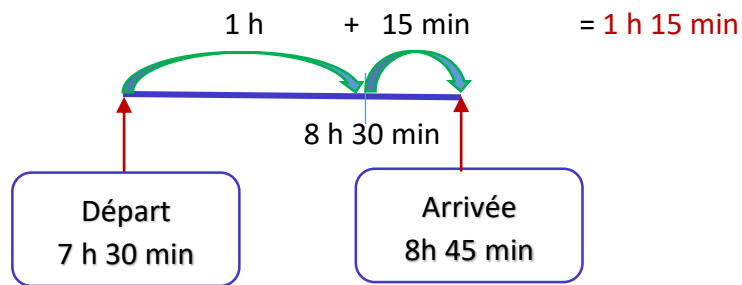 1 h + 15 min = 1 h 15 min
8 h 30 min
Départ
7 h 30 min
Arrivée
8h 45 min